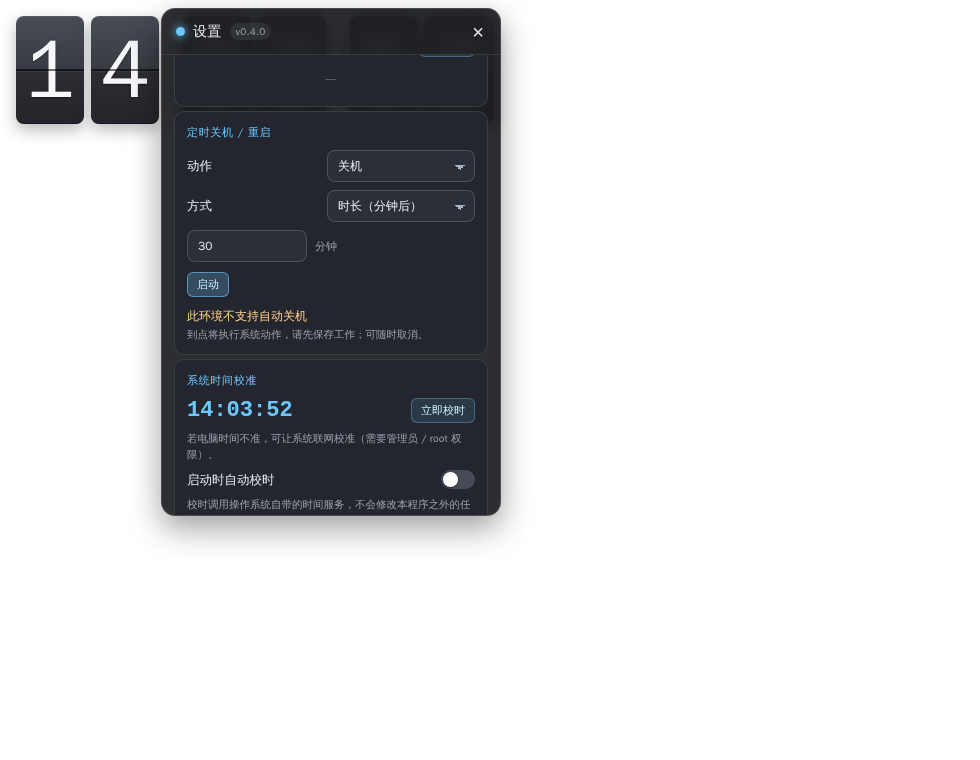 14
设置 v0.4.0 ×
—
定时关机 / 重启
动作 关机
方式 时长（分钟后）
30 分钟
启动
此环境不支持自动关机
到点将执行系统动作，请先保存工作；可随时取消。
系统时间校准
14:03:52 立即校时
若电脑时间不准，可让系统联网校准（需要管理员 / root 权
限）。
启动时自动校时
校时调用操作系统自带的时间服务，不会修改本程序之外的任